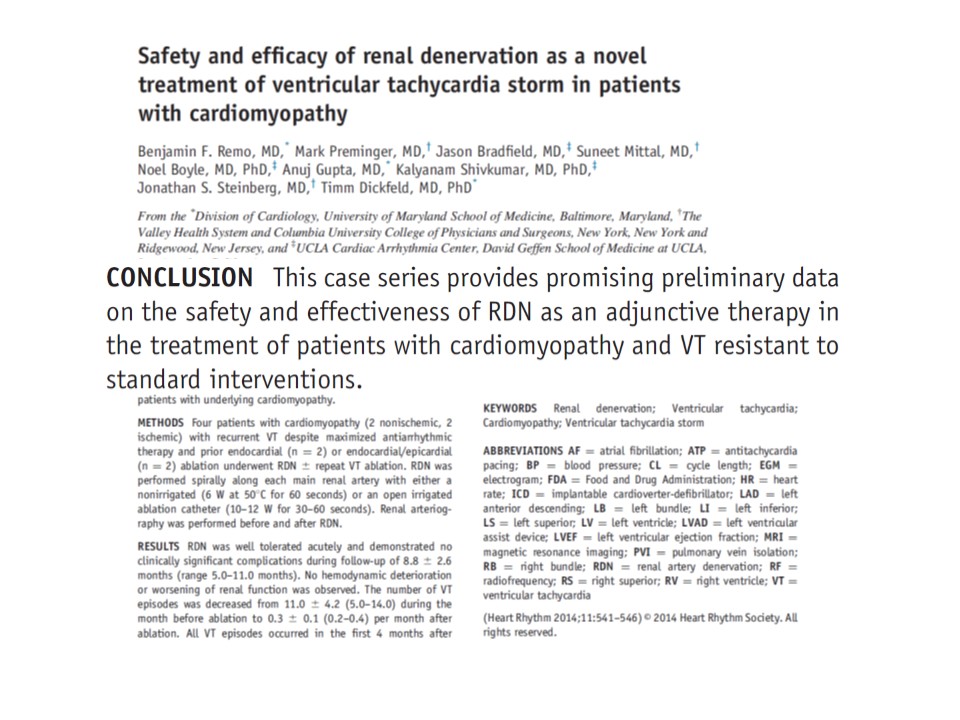 Safety and efficacy of renal denervation as a novel
treatment of ventricular tachycardia storm in patients
with cardiomyopathy
Benjamin F. Remo, MD,* Mark Preminger, MD,† Jason Bradfield, MD,‡ Suneet Mittal, MD,†
Noel Boyle, MD, PhD,‡ Anuj Gupta, MD,* Kalyanam Shivkumar, MD, PhD,‡
Jonathan S. Steinberg, MD,† Timm Dickfeld, MD, PhD*
From the *Division of Cardiology, University of Maryland School of Medicine, Baltimore, Maryland, †The
Valley Health System and Columbia University College of Physicians and Surgeons, New York, New York and
Ridgewood, New Jersey, and ‡UCLA Cardiac Arrhythmia Center, David Geffen School of Medicine at UCLA,
CONCLUSION This case series provides promising preliminary data
on the safety and effectiveness of RDN as an adjunctive therapy in
the treatment of patients with cardiomyopathy and VT resistant to
standard interventions.
patients with underlying cardiomyopathy.
METHODS Four patients with cardiomyopathy (2 nonischemic, 2
ischemic) with recurrent VT despite maximized antiarrhythmic
therapy and prior endocardial (n = 2) or endocardial/epicardial
(n = 2) ablation underwent RDN ± repeat VT ablation. RDN was
performed spirally along each main renal artery with either a
nonirrigated (6 W at 50°C for 60 seconds) or an open irrigated
ablation catheter (10–12 W for 30–60 seconds). Renal arteriog-
raphy was performed before and after RDN.
RESULTS RDN was well tolerated acutely and demonstrated no
clinically significant complications during follow-up of 8.8 ± 2.6
months (range 5.0–11.0 months). No hemodynamic deterioration
or worsening of renal function was observed. The number of VT
episodes was decreased from 11.0 ± 4.2 (5.0–14.0) during the
month before ablation to 0.3 ± 0.1 (0.2–0.4) per month after
ablation. All VT episodes occurred in the first 4 months after
KEYWORDS Renal denervation; Ventricular tachycardia;
Cardiomyopathy; Ventricular tachycardia storm
ABBREVIATIONS AF = atrial fibrillation; ATP = antitachycardia
pacing; BP = blood pressure; CL = cycle length; EGM =
electrogram; FDA = Food and Drug Administration; HR = heart
rate; ICD = implantable cardioverter-defibrillator; LAD = left
anterior descending; LB = left bundle; LI = left inferior;
LS = left superior; LV = left ventricle; LVAD = left ventricular
assist device; LVEF = left ventricular ejection fraction; MRI =
magnetic resonance imaging; PVI = pulmonary vein isolation;
RB = right bundle; RDN = renal artery denervation; RF =
radiofrequency; RS = right superior; RV = right ventricle; VT =
ventricular tachycardia
(Heart Rhythm 2014;11:541–546) © 2014 Heart Rhythm Society. All
rights reserved.